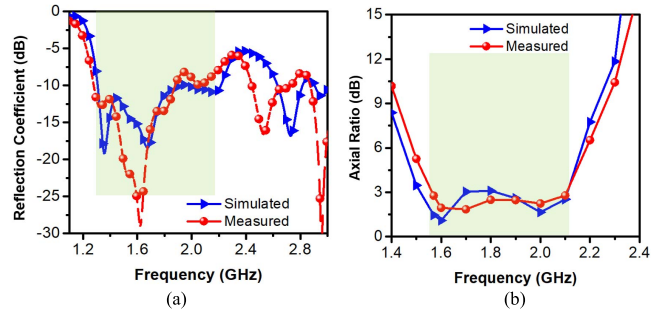 (a)
0
-5
-10
-15
-20
-25
-30
Reflection Coefficient (dB)
Simulated
Measured
1.2 1.6 2.0 2.4 2.8
Frequency (GHz)
(a)
(b)
15
12
9
6
3
0
Axial Ratio (dB)
Simulated
Measured
1.4 1.6 1.8 2.0 2.2 2.4
Frequency (GHz)
(b)